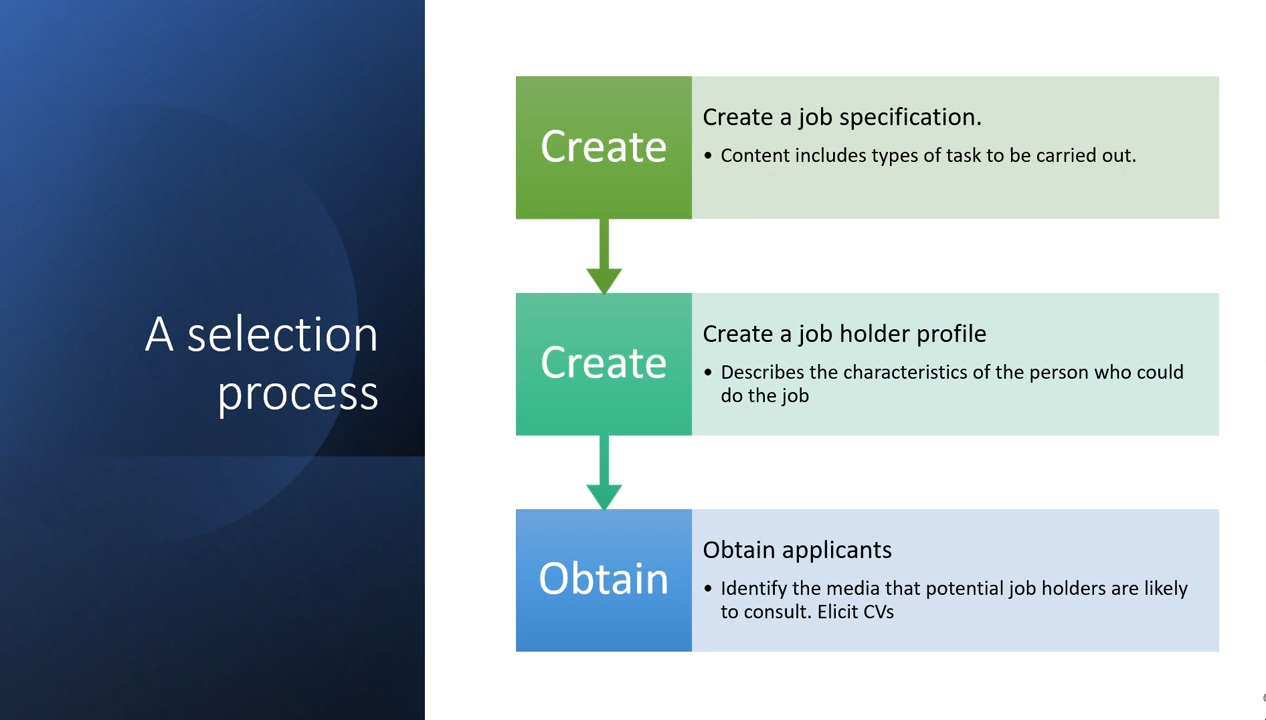 A selection
process
Create
Create a job specification.
• Content includes types of task to be carried out.
Create
Create a job holder profile
• Describes the characteristics of the person who could
do the job
Obtain
Obtain applicants
• Identify the media that potential job holders are likely
to consult. Elicit CVs